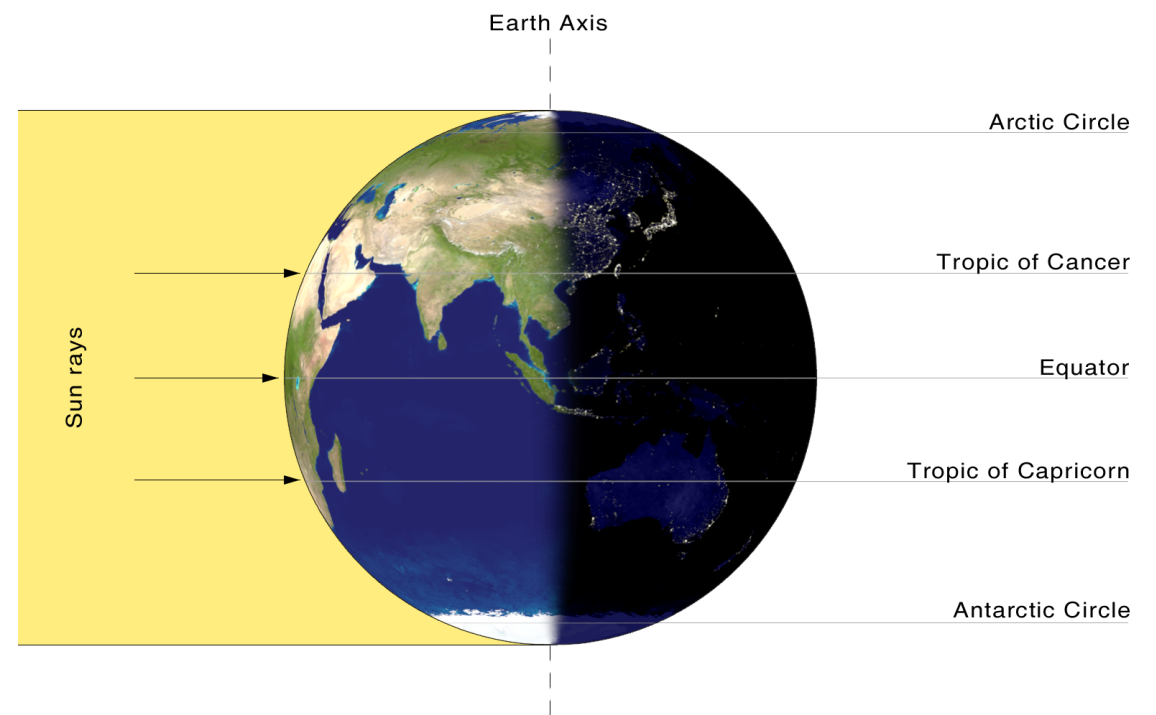 Earth Axis
Arctic Circle
Tropic of Cancer
Sun rays
Equator
Tropic of Capricorn
Antarctic Circle